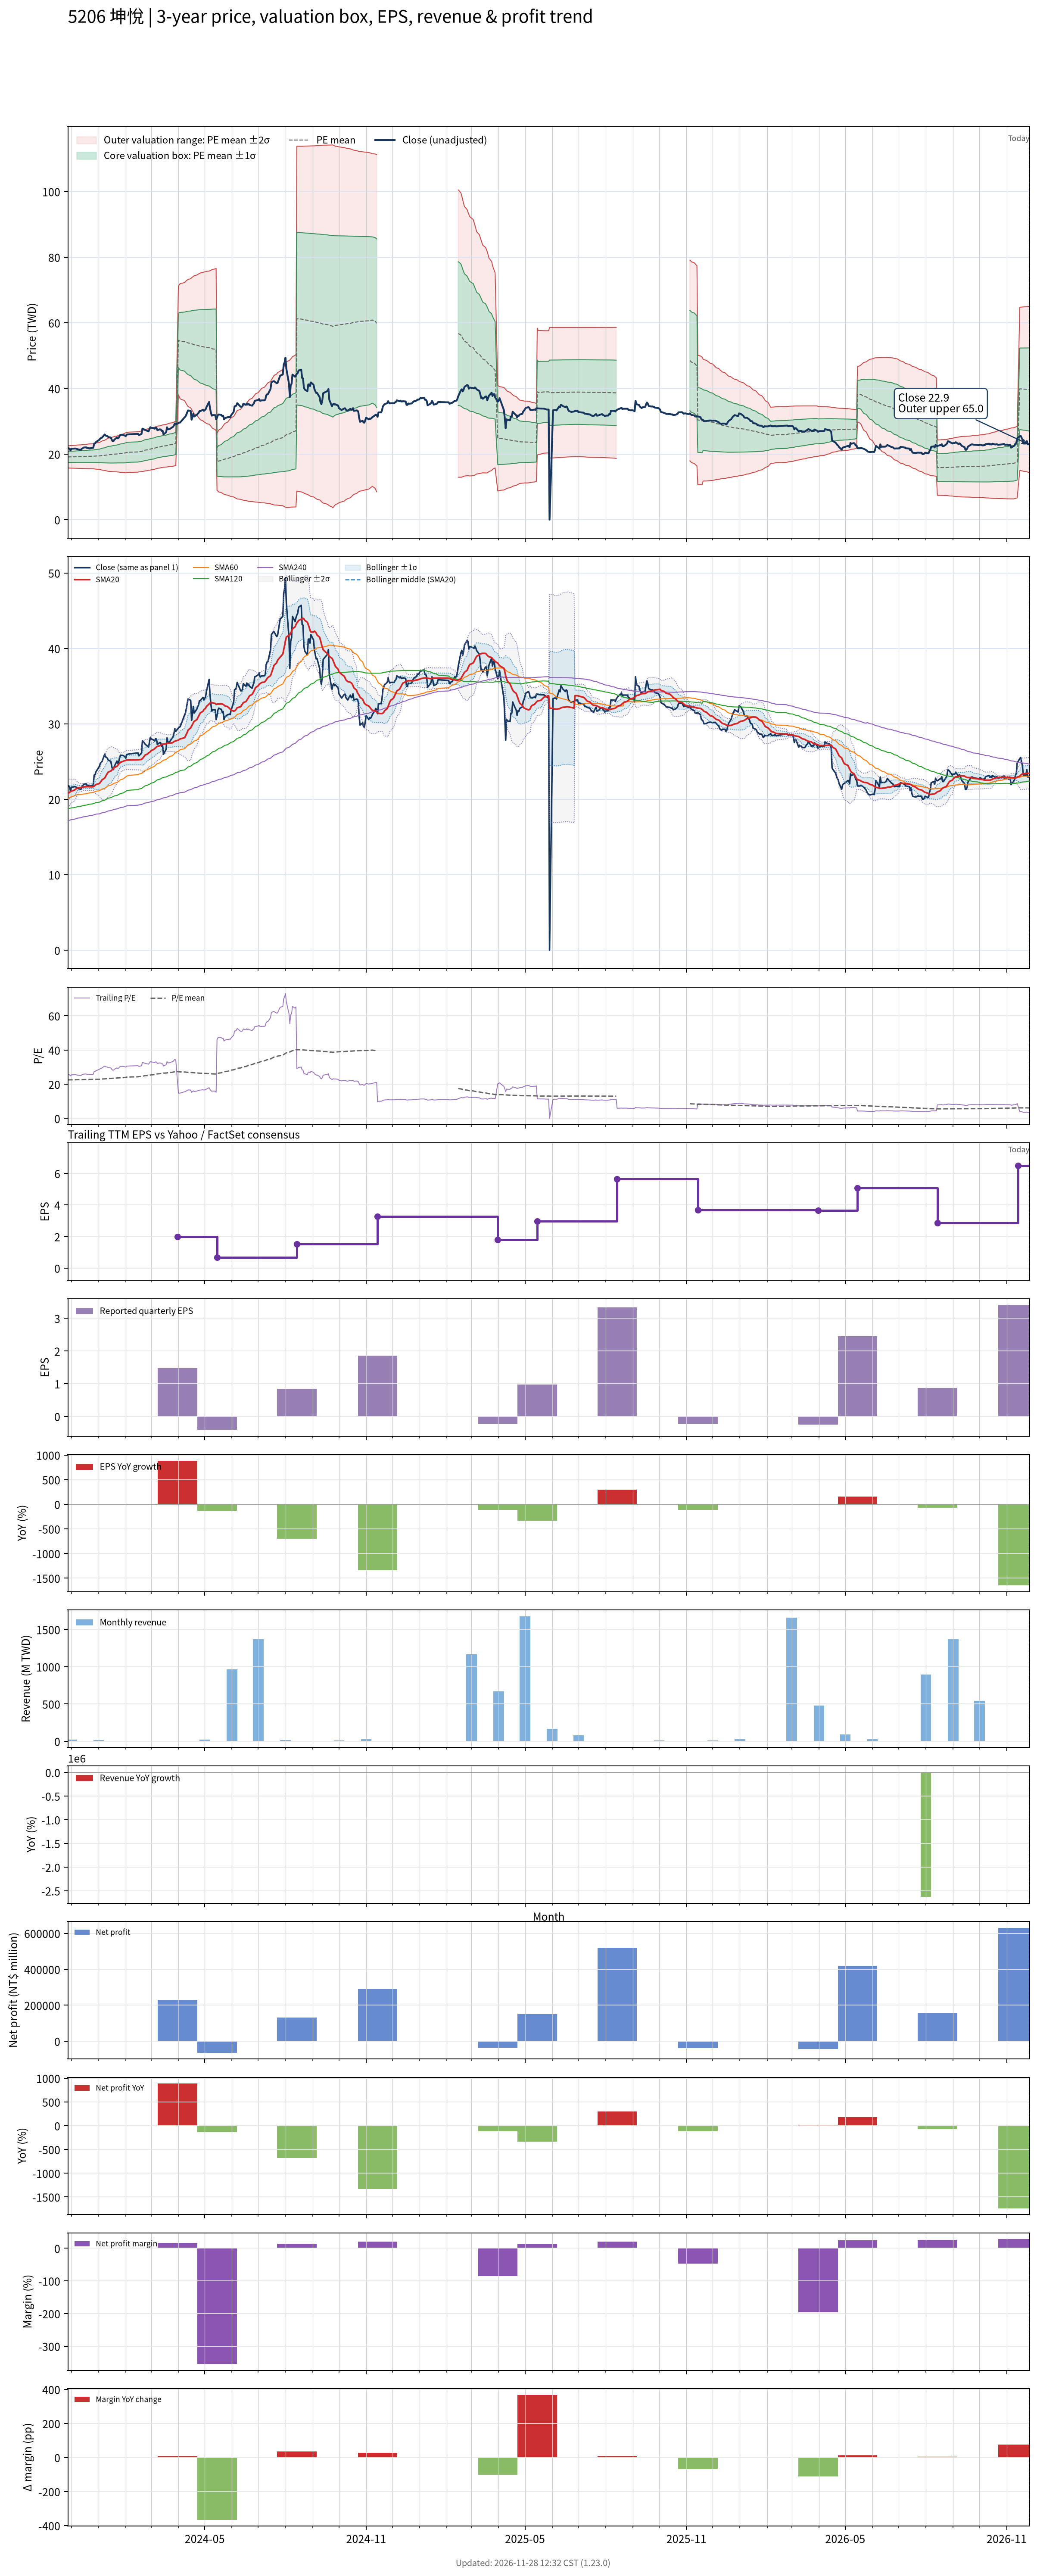 5206 坤悅 | 3-year price, valuation box, EPS, revenue & profit trend
Outer valuation range: PE mean ±2σ
PE mean
Close (unadjusted)
Core valuation box: PE mean ±1σ
Today
Close 22.9
Outer upper 65.0
Price (TWD)
100
80
60
40
20
0
Close (same as panel 1)
SMA20
SMA60
SMA120
SMA240
Bollinger ±2σ
Bollinger ±1σ
Bollinger middle (SMA20)
Price
50
40
30
20
10
0
Trailing P/E
P/E mean
P/E
60
40
20
0
Trailing TTM EPS vs Yahoo / FactSet consensus
Today
EPS
6
4
2
0
Reported quarterly EPS
EPS
3
2
1
0
EPS YoY growth
YoY (%)
1000
500
0
-500
-1000
-1500
Monthly revenue
Revenue (M TWD)
1500
1000
500
0
1e6
Revenue YoY growth
YoY (%)
0.0
-0.5
-1.0
-1.5
-2.0
-2.5
Month
Net profit
Net profit (NT$ million)
600000
400000
200000
0
Net profit YoY
YoY (%)
1000
500
0
-500
-1000
-1500
Net profit margin
Margin (%)
0
-100
-200
-300
Margin YoY change
Δ margin (pp)
400
200
0
-200
-400
2024-05
2024-11
2025-05
2025-11
2026-05
2026-11
Updated: 2026-11-28 12:32 CST (1.23.0)